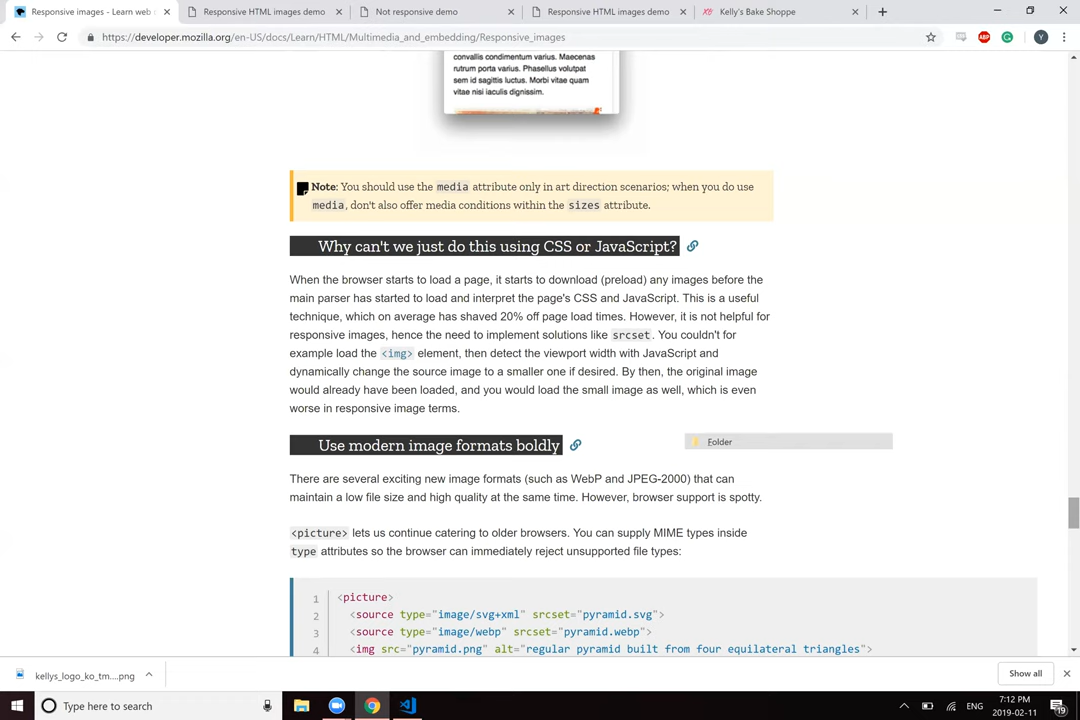 Responsive images - Learn web
Responsive HTML images demo
Not responsive demo
Responsive HTML images demo
Kelly's Bake Shoppe
https://developer.mozilla.org/en-US/docs/Learn/HTML/Multimedia_and_embedding/Responsive_images
ABP
Y
convallis condimentum varius. Maecenas
rutrum porta varius. Phasellus volutpat
sem id sagittis luctus. Morbi vitae quam
vitae nisi iaculis dignissim.
Note: You should use the media attribute only in art direction scenarios; when you do use
media, don't also offer media conditions within the sizes attribute.
Why can't we just do this using CSS or JavaScript?
When the browser starts to load a page, it starts to download (preload) any images before the
main parser has started to load and interpret the page's CSS and JavaScript. This is a useful
technique, which on average has shaved 20% off page load times. However, it is not helpful for
responsive images, hence the need to implement solutions like srcset. You couldn't for
example load the <img> element, then detect the viewport width with JavaScript and
dynamically change the source image to a smaller one if desired. By then, the original image
would already have been loaded, and you would load the small image as well, which is even
worse in responsive image terms.
Use modern image formats boldly
Folder
There are several exciting new image formats (such as WebP and JPEG-2000) that can
maintain a low file size and high quality at the same time. However, browser support is spotty.
<picture> lets us continue catering to older browsers. You can supply MIME types inside
type attributes so the browser can immediately reject unsupported file types:
1 <picture>
2 <source type="image/svg+xml" srcset="pyramid.svg">
3 <source type="image/webp" srcset="pyramid.webp">
4 <img src="pyramid.png" alt="regular pyramid built from four equilateral triangles">
kellys_logo_ko_tm....png
Show all
Type here to search
ENG
7:12 PM
2019-02-11
19